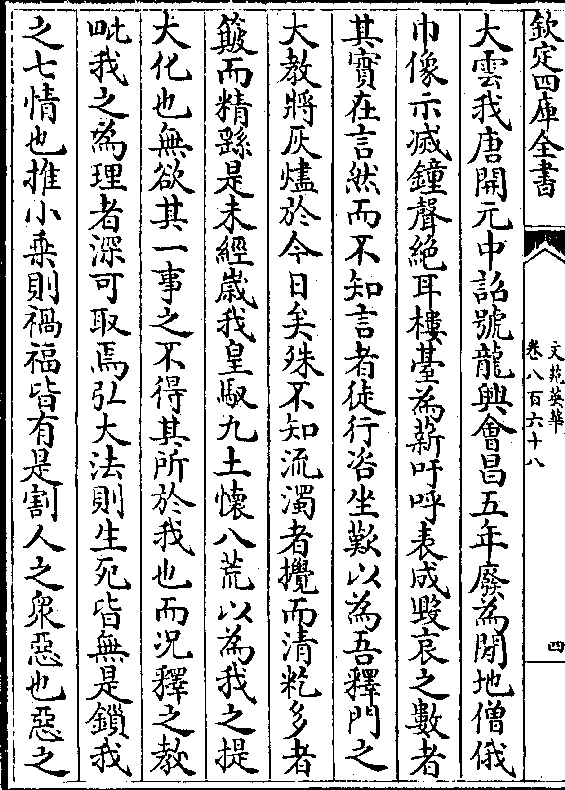 欽定四庫全書
文苑英華
卷八百六十八
四
大雲我唐開元中詔號龍興會昌五年廢為閒地僧俄
巾像示滅鐘聲絕耳樓臺為薪吁呼表成毀哀之數者
其實在言然而不知言者徒行咨坐歎以為吾釋門之
大教將灰燼於今日矣殊不知流濁者攪而清粃多者
簸而精繇是未經歲我皇馭九土懷八荒以為我之提
大化也無欲其一事之不得其所於我也而況釋之教
毗我之為理者深可取焉弘大法則生死皆無是鎖我
之七情也推小乘則禍福皆有是割人之眾惡也惡之